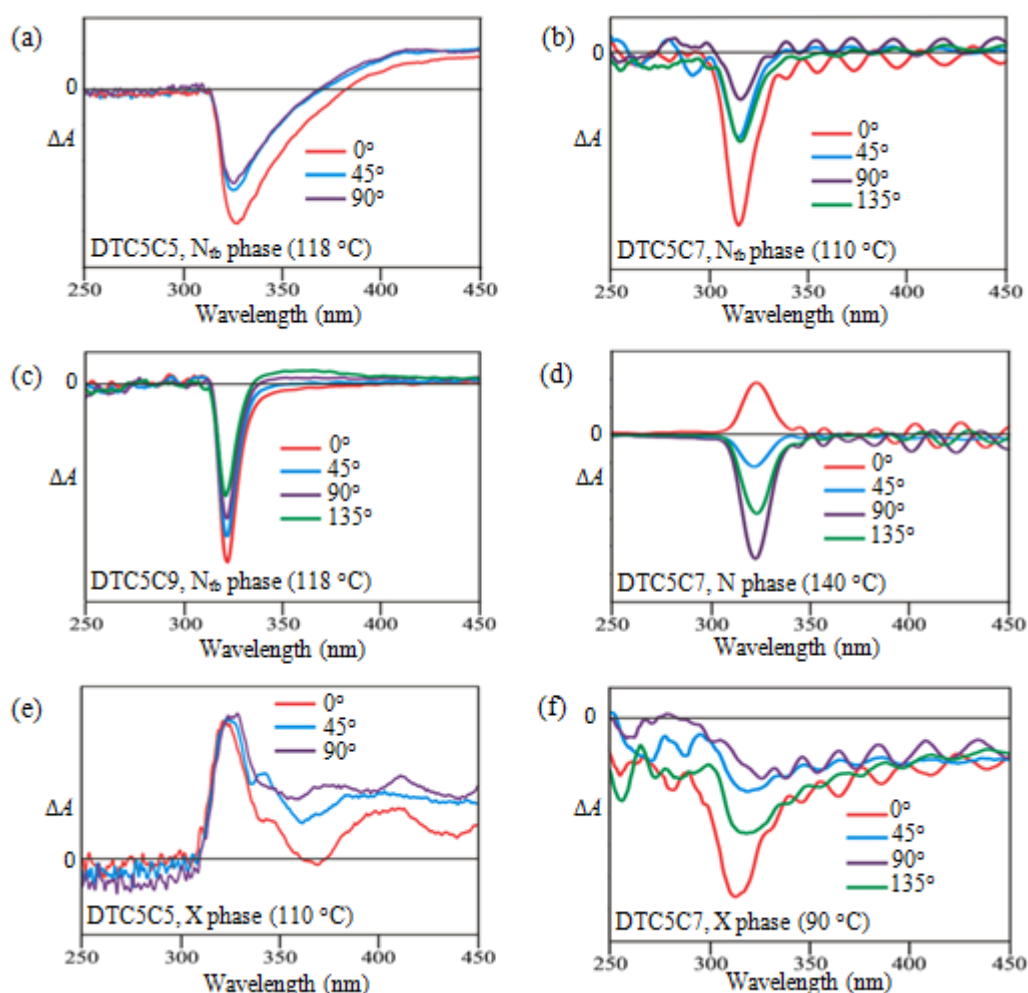 (a)
0
ΔA
0°
45°
90°
DTC5C5, Ntb phase (118 °C)
250 300 350 400 450
Wavelength (nm)
(b)
0
ΔA
0°
45°
90°
135°
DTC5C7, Ntb phase (110 °C)
250 300 350 400 450
Wavelength (nm)
(c)
0
ΔA
0°
45°
90°
135°
DTC5C9, Ntb phase (118 °C)
250 300 350 400 450
Wavelength (nm)
(d)
0
ΔA
0°
45°
90°
135°
DTC5C7, N phase (140 °C)
250 300 350 400 450
Wavelength (nm)
(e)
ΔA
0
0°
45°
90°
DTC5C5, X phase (110 °C)
250 300 350 400 450
Wavelength (nm)
(f)
0
ΔA
0°
45°
90°
135°
DTC5C7, X phase (90 °C)
250 300 350 400 450
Wavelength (nm)